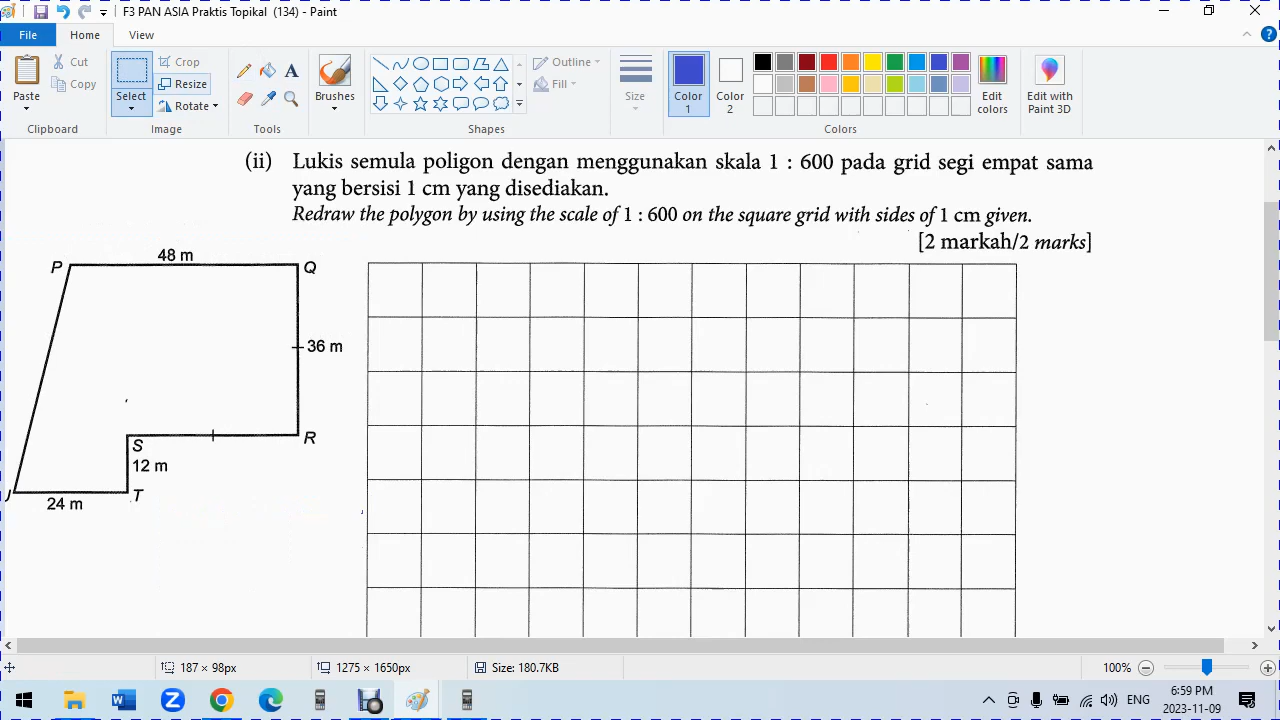 F3 PAN ASIA Praktis Topikal (134) - Paint
File Home View
Paste Cut Copy
Clipboard
Select Crop Resize Rotate
Image
Tools
Brushes
Shapes
Outline
Fill
Size
Color 1
Color 2
Edit colors
Colors
Edit with Paint 3D
(ii) Lukis semula poligon dengan menggunakan skala 1 : 600 pada grid segi empat sama
yang bersisi 1 cm yang disediakan.
Redraw the polygon by using the scale of 1 : 600 on the square grid with sides of 1 cm given.
[2 markah/2 marks]
48 m
P Q
36 m
S R
12 m
T
24 m
187 × 98px 1275 × 1650px Size: 180.7KB 100%
ENG 6:59 PM
2023-11-09